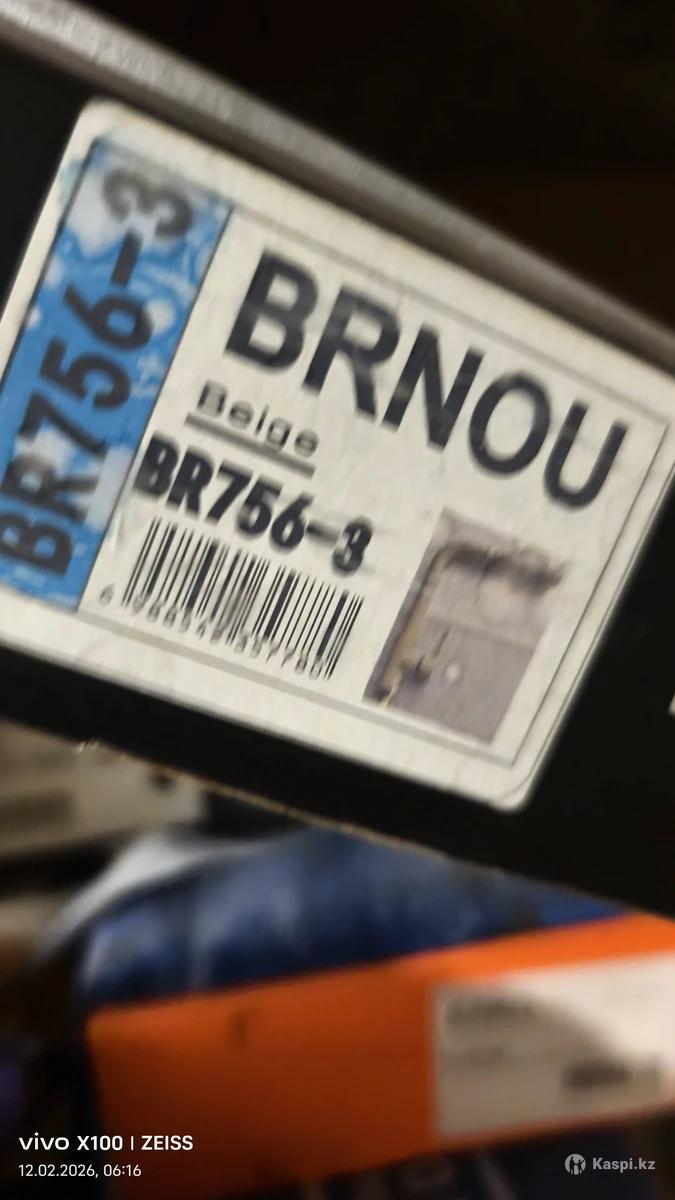 BR756-3
BRNOU
Beige
BR756-3
vivo X100 | ZEISS
12.02.2026, 06:16
Kaspi.kz